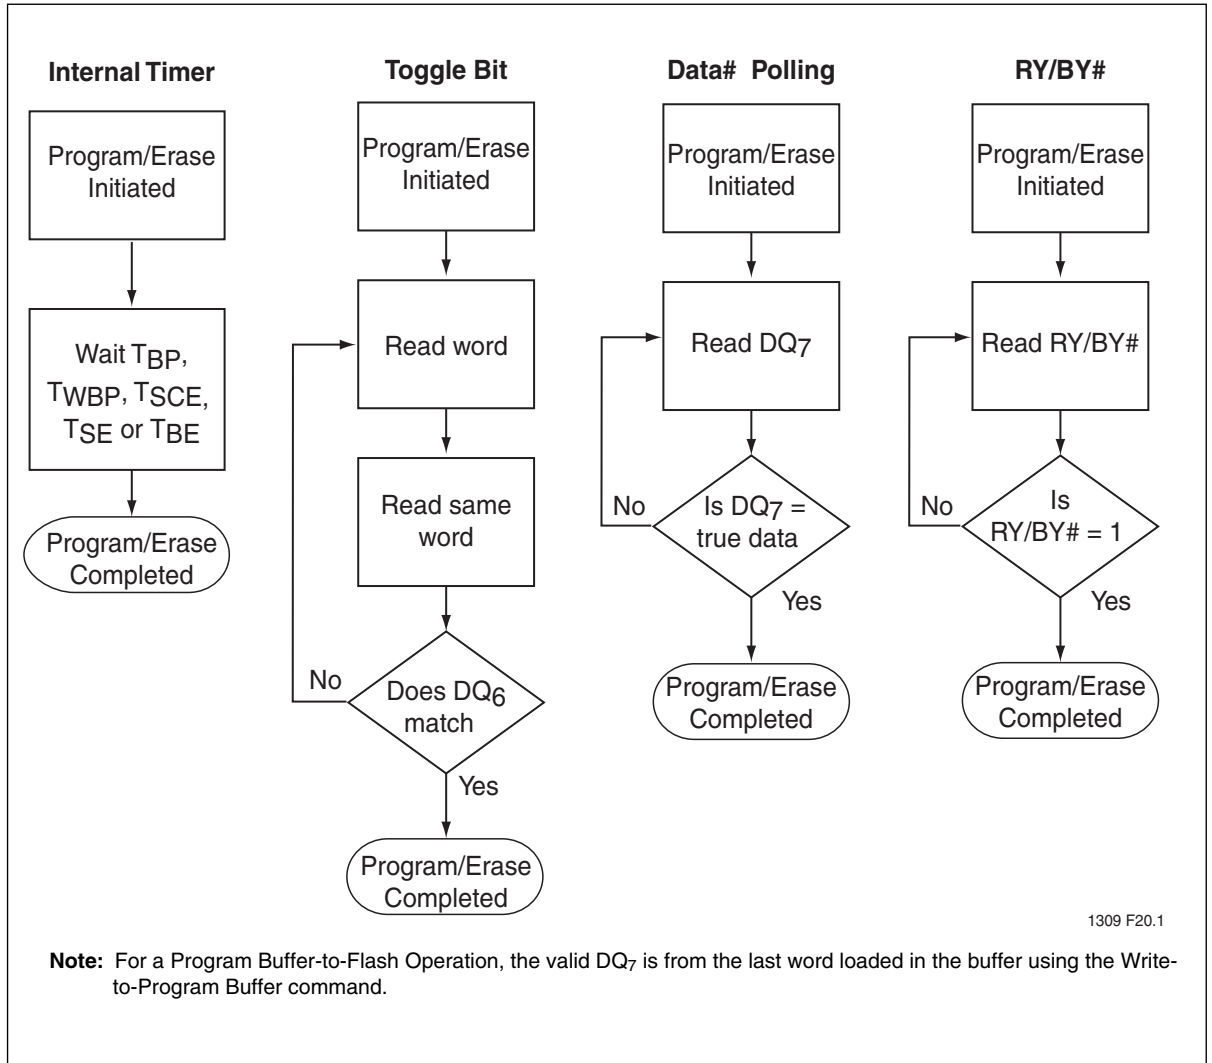 Internal Timer
Program/Erase
Initiated
Wait TBP,
TWBP, TSCE,
TSE or TBE
Program/Erase
Completed
Toggle Bit
Program/Erase
Initiated
Read word
Read same
word
Does DQ6
match
No
Yes
Program/Erase
Completed
Data# Polling
Program/Erase
Initiated
Read DQ7
Is DQ7 =
true data
No
Yes
Program/Erase
Completed
RY/BY#
Program/Erase
Initiated
Read RY/BY#
Is
RY/BY# = 1
No
Yes
Program/Erase
Completed
1309 F20.1
Note: For a Program Buffer-to-Flash Operation, the valid DQ7 is from the last word loaded in the buffer using the Write-
to-Program Buffer command.